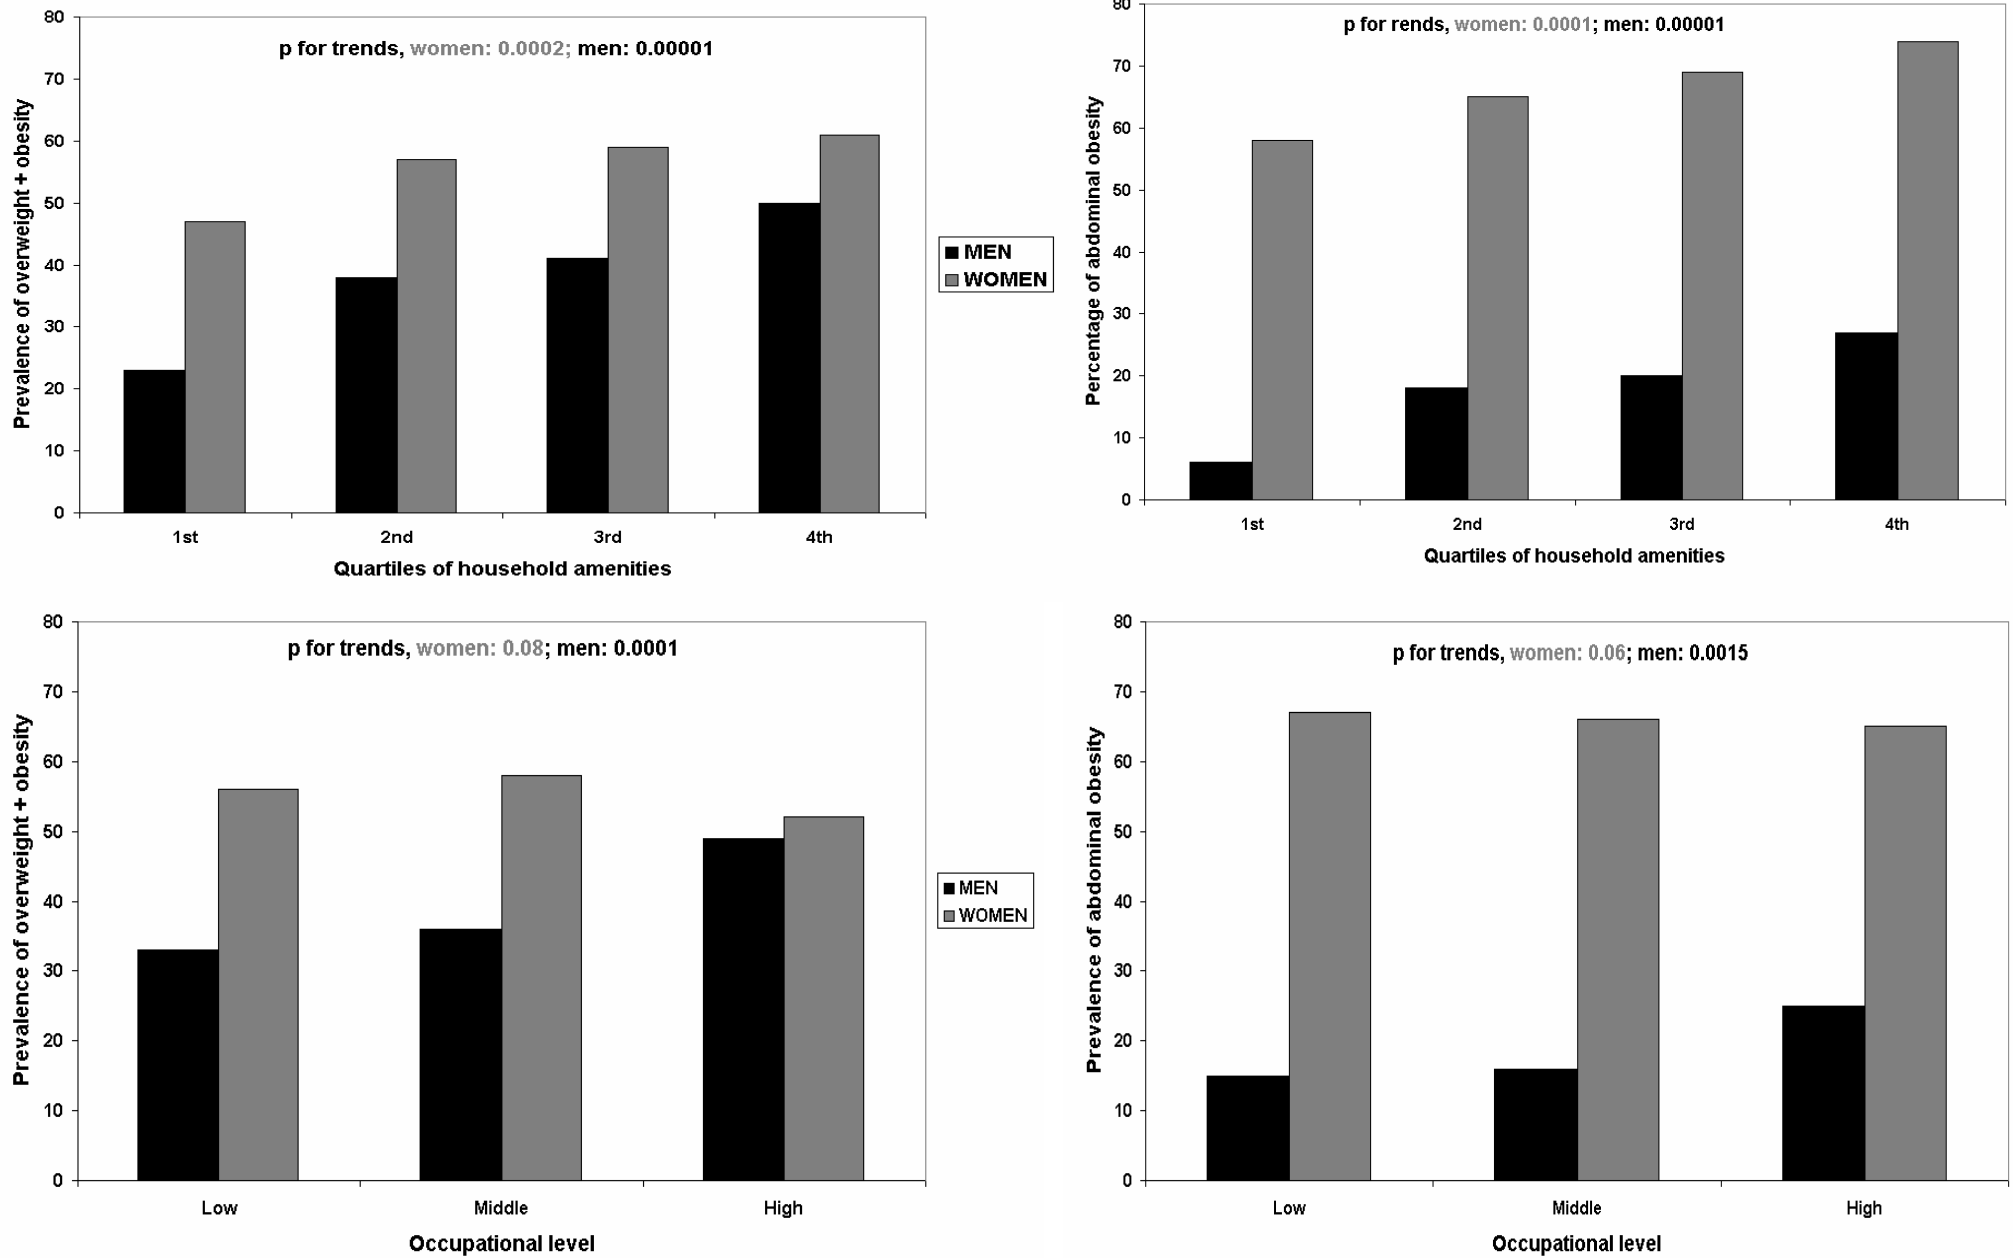 p for trends, women: 0.0002; men: 0.00001
Prevalence of overweight + obesity
80
70
60
50
40
30
20
10
0
1st 2nd 3rd 4th
Quartiles of household amenities
MEN
WOMEN
p for rends, women: 0.0001; men: 0.00001
Percentage of abdominal obesity
80
70
60
50
40
30
20
10
0
1st 2nd 3rd 4th
Quartiles of household amenities
p for trends, women: 0.08; men: 0.0001
Prevalence of overweight + obesity
80
70
60
50
40
30
20
10
0
Low Middle High
Occupational level
MEN
WOMEN
p for trends, women: 0.06; men: 0.0015
Prevalence of abdominal obesity
80
70
60
50
40
30
20
10
0
Low Middle High
Occupational level